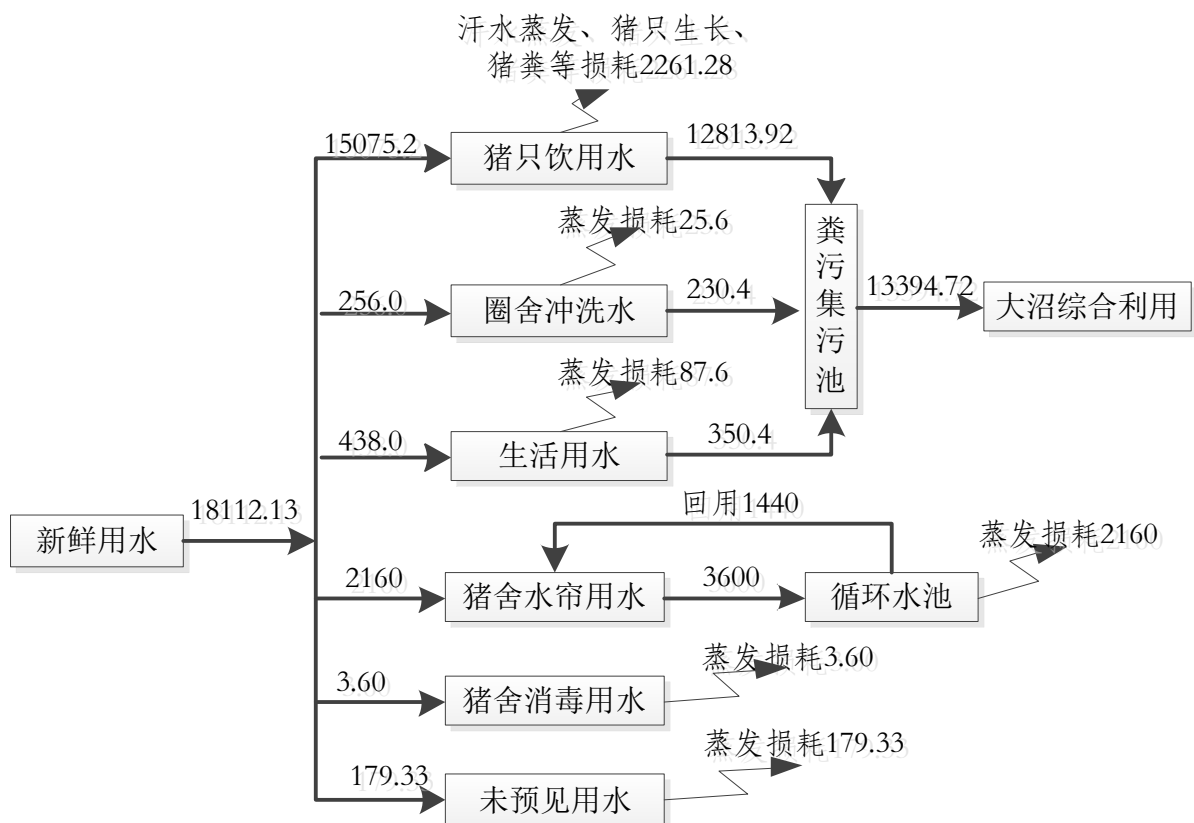 汗水蒸发、猪只生长、
猪粪等损耗2261.28
15075.2
猪只饮用水
12813.92
蒸发损耗25.6
256.0
圈舍冲洗水
230.4
粪污集污池
13394.72
大沼综合利用
蒸发损耗87.6
438.0
生活用水
350.4
新鲜用水
18112.13
回用1440
蒸发损耗2160
2160
猪舍水帘用水
3600
循环水池
蒸发损耗3.60
3.60
猪舍消毒用水
蒸发损耗179.33
179.33
未预见用水